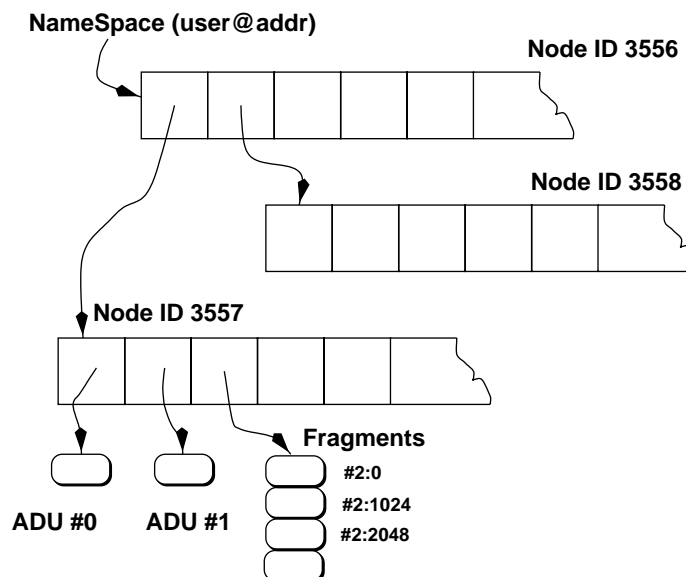 NameSpace (user@addr)
Node ID 3556
Node ID 3558
Node ID 3557
Fragments
#2:0
#2:1024
#2:2048
ADU #0
ADU #1